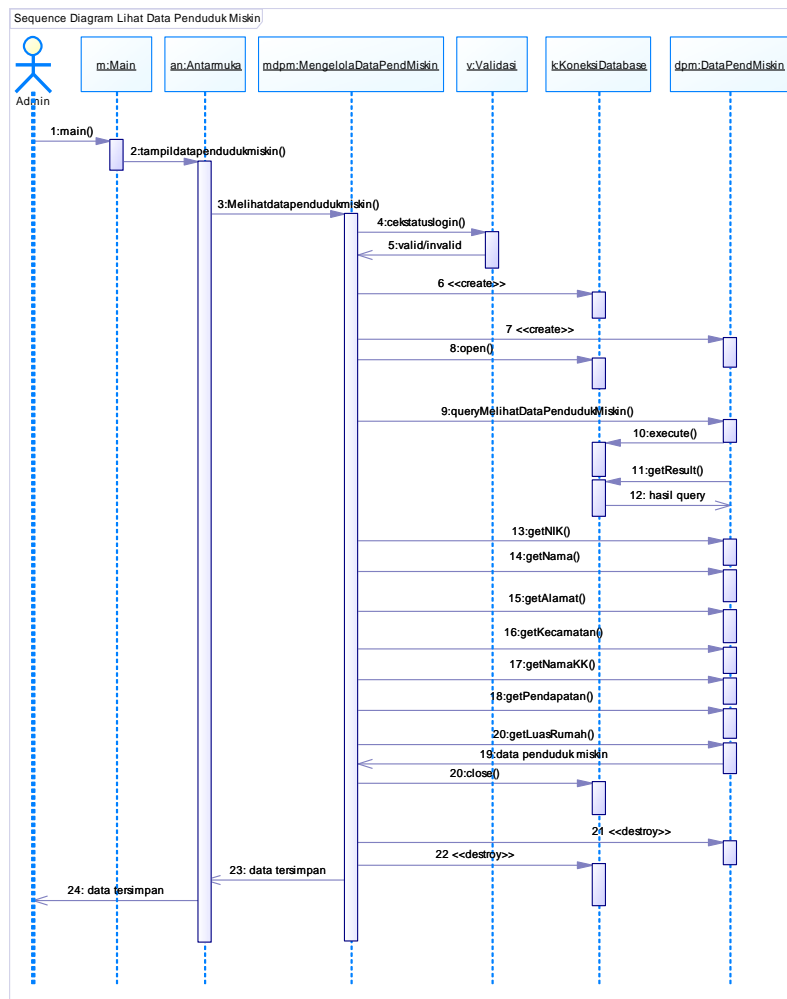 Sequence Diagram Lihat Data Penduduk Miskin
Admin
m:Main
an:Antarmuka
mdpm:MengelolaDataPendMiskin
v:Validasi
k:KoneksiDatabase
dpm:DataPendMiskin
1:main()
2:tampildatapendudukmiskin()
3:Melihatdatapendudukmiskin()
4:cekstatuslogin()
5:valid/invalid
6 <<create>>
7 <<create>>
8:open()
9:queryMelihatDataPendudukMiskin()
10:execute()
11:getResult()
12: hasil query
13:getNIK()
14:getNama()
15:getAlamat()
16:getKecamatan()
17:getNamaKK()
18:getPendapatan()
20:getLuasRumah()
19:data penduduk miskin
20:close()
21 <<destroy>>
22 <<destroy>>
23: data tersimpan
24: data tersimpan